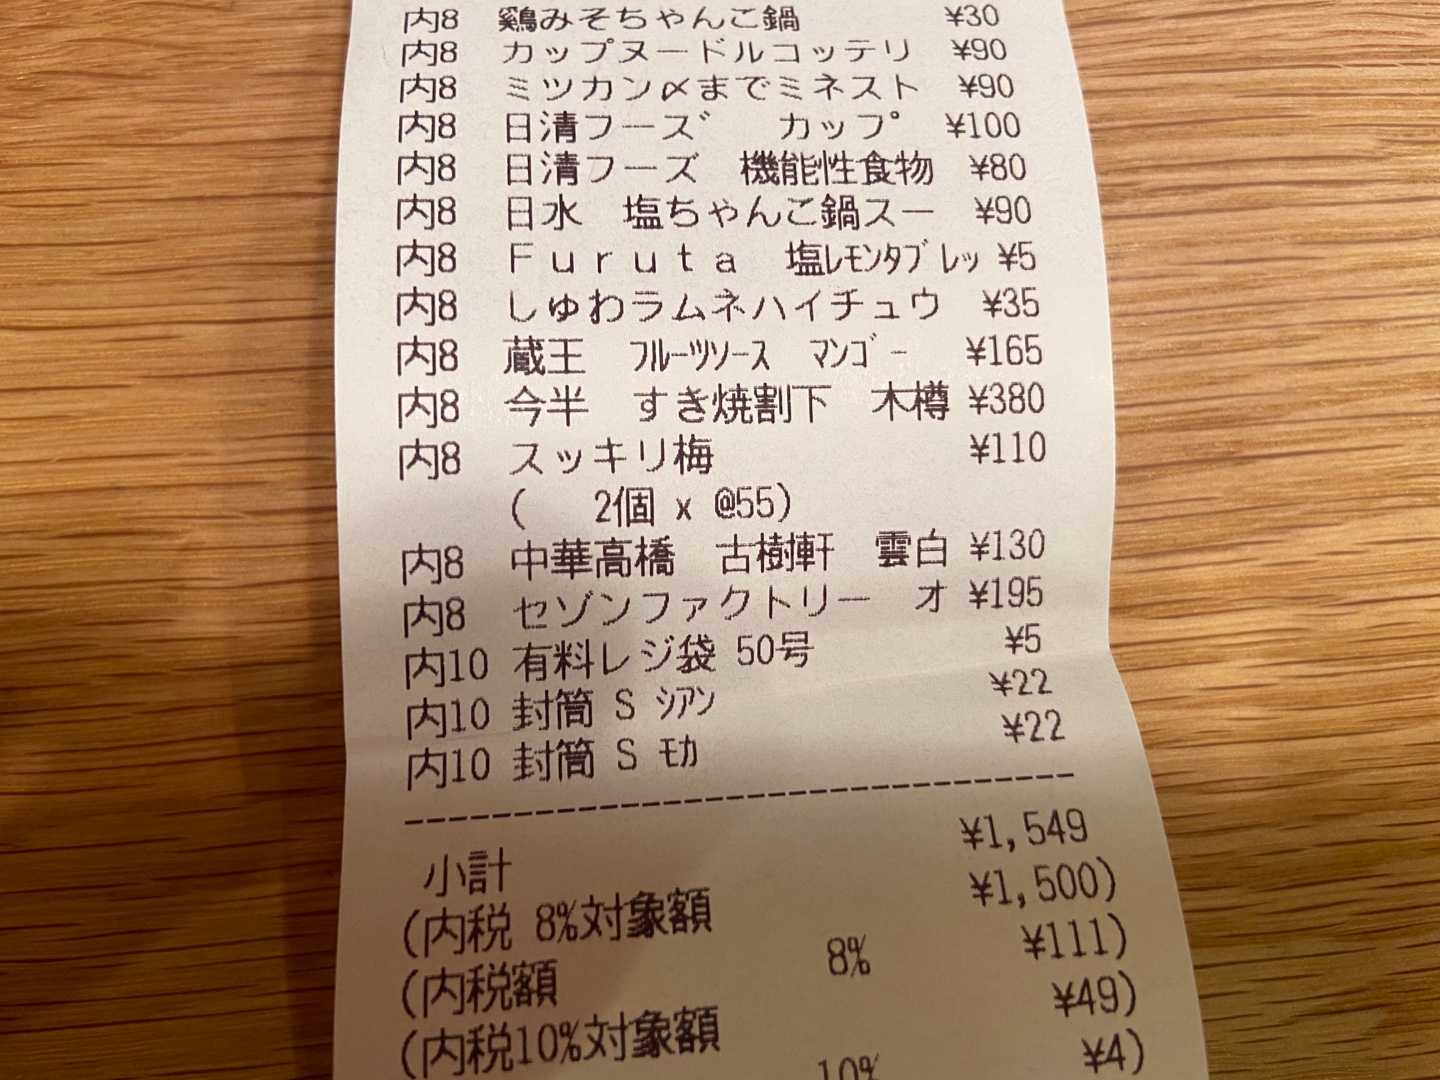 内8 鶏みそちゃんこ鍋 ¥30
内8 カップヌードルコッテリ ¥90
内8 ミツカン〆までミネスト ¥90
内8 日清フーズ゛ カップ ¥100
内8 日清フーズ 機能性食物 ¥80
内8 日水 塩ちゃんこ鍋スー ¥90
内8 Furuta 塩ﾚﾓﾝﾀﾌﾞﾚｯ ¥5
内8 しゅわラムネハイチュウ ¥35
内8 蔵王 ﾌﾙｰﾂｿｰｽ ﾏﾝｺﾞｰ ¥165
内8 今半 すき焼割下 木樽 ¥380
内8 スッキリ梅 ¥110
( 2個 x @55)
内8 中華高橋 古樹軒 雲白 ¥130
内8 セゾンファクトリー オ ¥195
内10 有料レジ袋 50号 ¥5
内10 封筒 S ｼｱﾝ ¥22
内10 封筒 S ﾓｶ ¥22
小計 ¥1,549
(内税 8%対象額 ¥1,500)
(内税額 8% ¥111)
(内税10%対象額 ¥49)
10% ¥4)